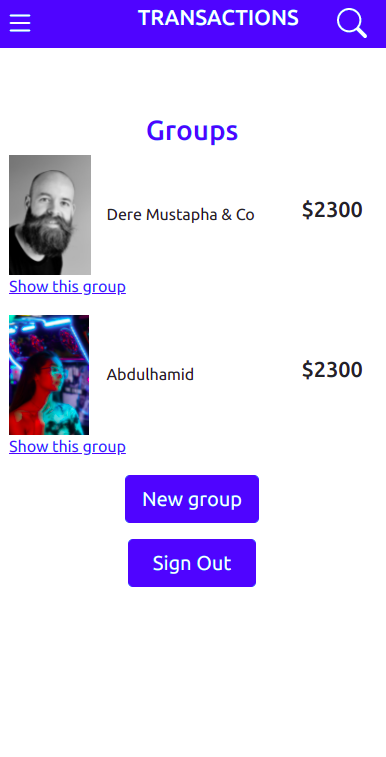 TRANSACTIONS
Groups
Dere Mustapha & Co
$2300
Show this group
Abdulhamid
$2300
Show this group
New group
Sign Out